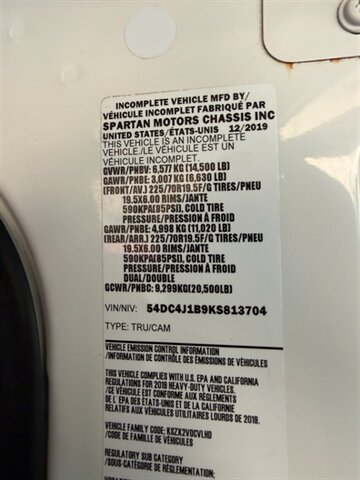 INCOMPLETE VEHICLE MFD BY/
VÉHICULE INCOMPLET FABRIQUÉ PAR
SPARTAN MOTORS CHASSIS INC
UNITED STATES/ÉTATS-UNIS 12/2019
THIS VEHICLE IS AN INCOMPLETE
VEHICLE./LE VÉHICULE EST UN
VÉHICULE INCOMPLET.
GVWR/PNBV: 6,577 KG (14,500 LB)
GAWR/PNBE: 3,007 KG (6,630 LB)
(FRONT/AV.) 225/70R19.5F/G TIRES/PNEU
19.5X6.00 RIMS/JANTE
590KPA(85PSI), COLD TIRE
PRESSURE/PRESSION À FROID
GAWR/PNBE: 4,998 KG (11,020 LB)
(REAR/ARR.) 225/70R19.5F/G TIRES/PNEU
19.5X6.00 RIMS/JANTE
590KPA(85PSI), COLD TIRE
PRESSURE/PRESSION À FROID
DUAL/DOUBLE
GCWR/PNBC: 9,299KG(20,500LB)
VIN/NIV: 54DC4J1B9KS813704
TYPE: TRU/CAM
VEHICLE EMISSION CONTROL INFORMATION
/INFORMATION DE CONTRÔLE DES ÉMISSIONS DE VÉHICULES
THIS VEHICLE COMPLIES WITH U.S. EPA AND CALIFORNIA
REGULATIONS FOR 2019 HEAVY-DUTY VEHICLES.
/CE VÉHICULE EST CONFORME AUX RÈGLEMENTS
DE L' EPA DES ÉTATS-UNIS ET DE LA CALIFORNIE
RELATIFS AUX VÉHICULES UTILITAIRES LOURDS DE 2019.
VEHICLE FAMILY CODE: KSZX2VOCVLHD
/CODE DE FAMILLE DE VÉHICULES
REGULATORY SUB CATEGORY
/SOUS-CATÉGORIE DE RÉGLEMENTATION: